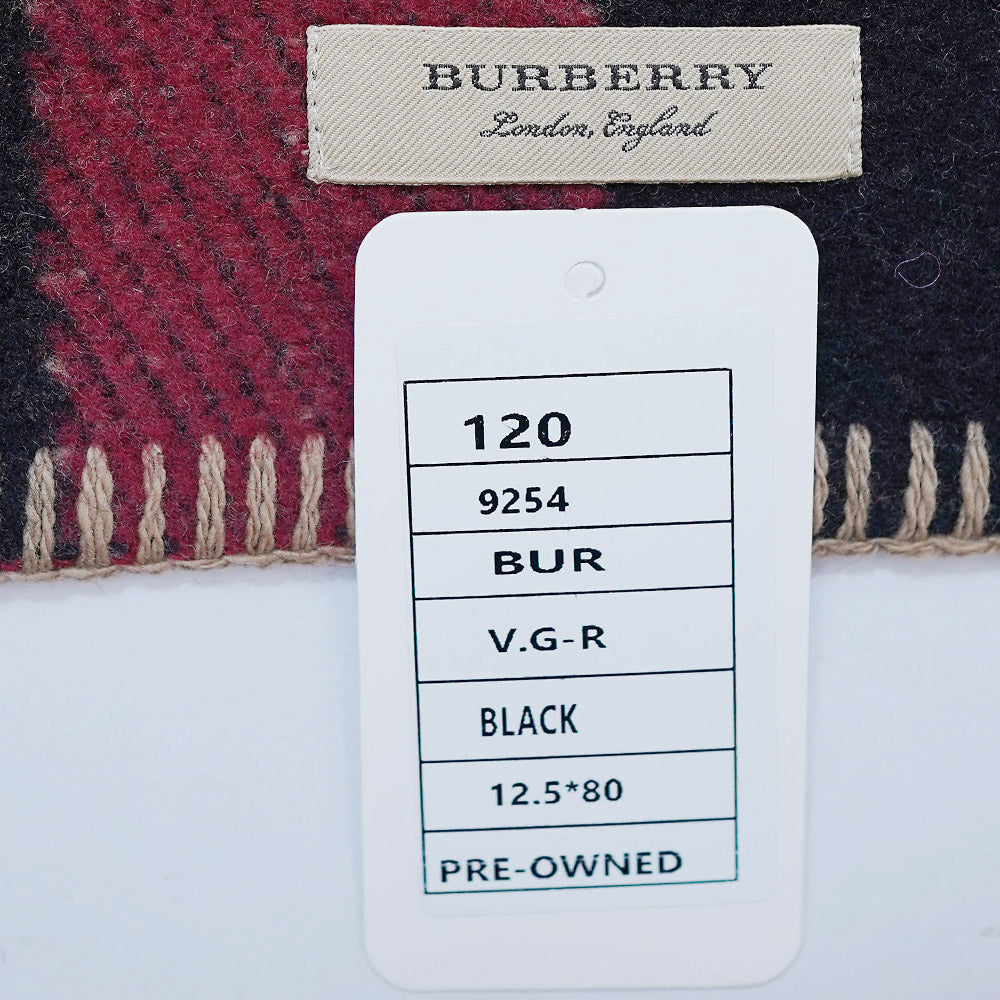 BURBERRY
London, England
120
9254
BUR
V.G-R
BLACK
12.5*80
PRE-OWNED